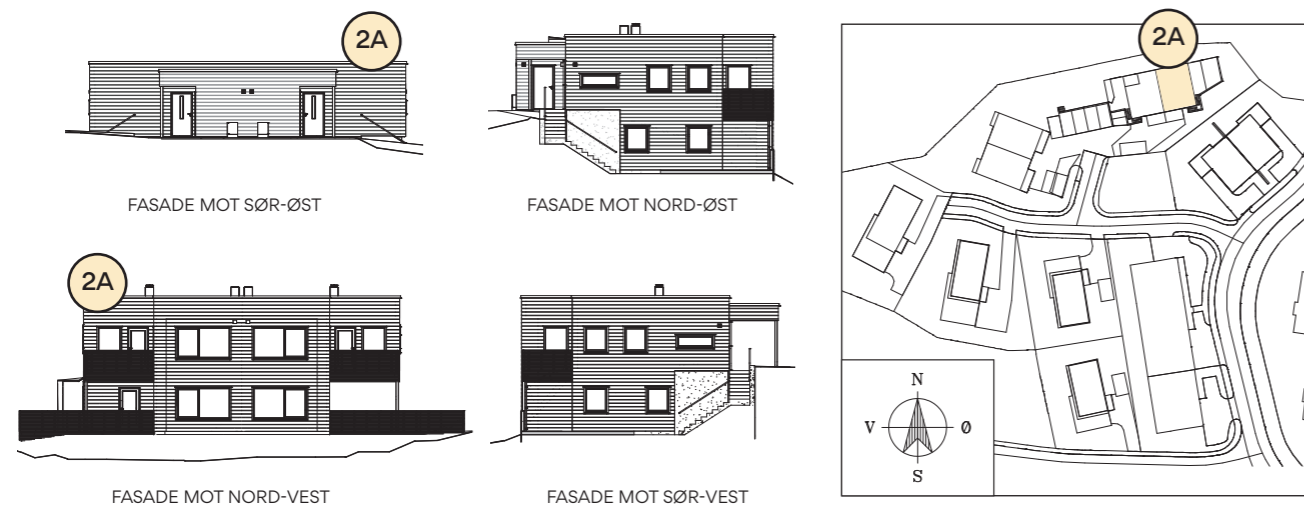 2A
FASADE MOT SØR-ØST
FASADE MOT NORD-ØST
2A
FASADE MOT NORD-VEST
FASADE MOT SØR-VEST
2A
N
V Ø
S